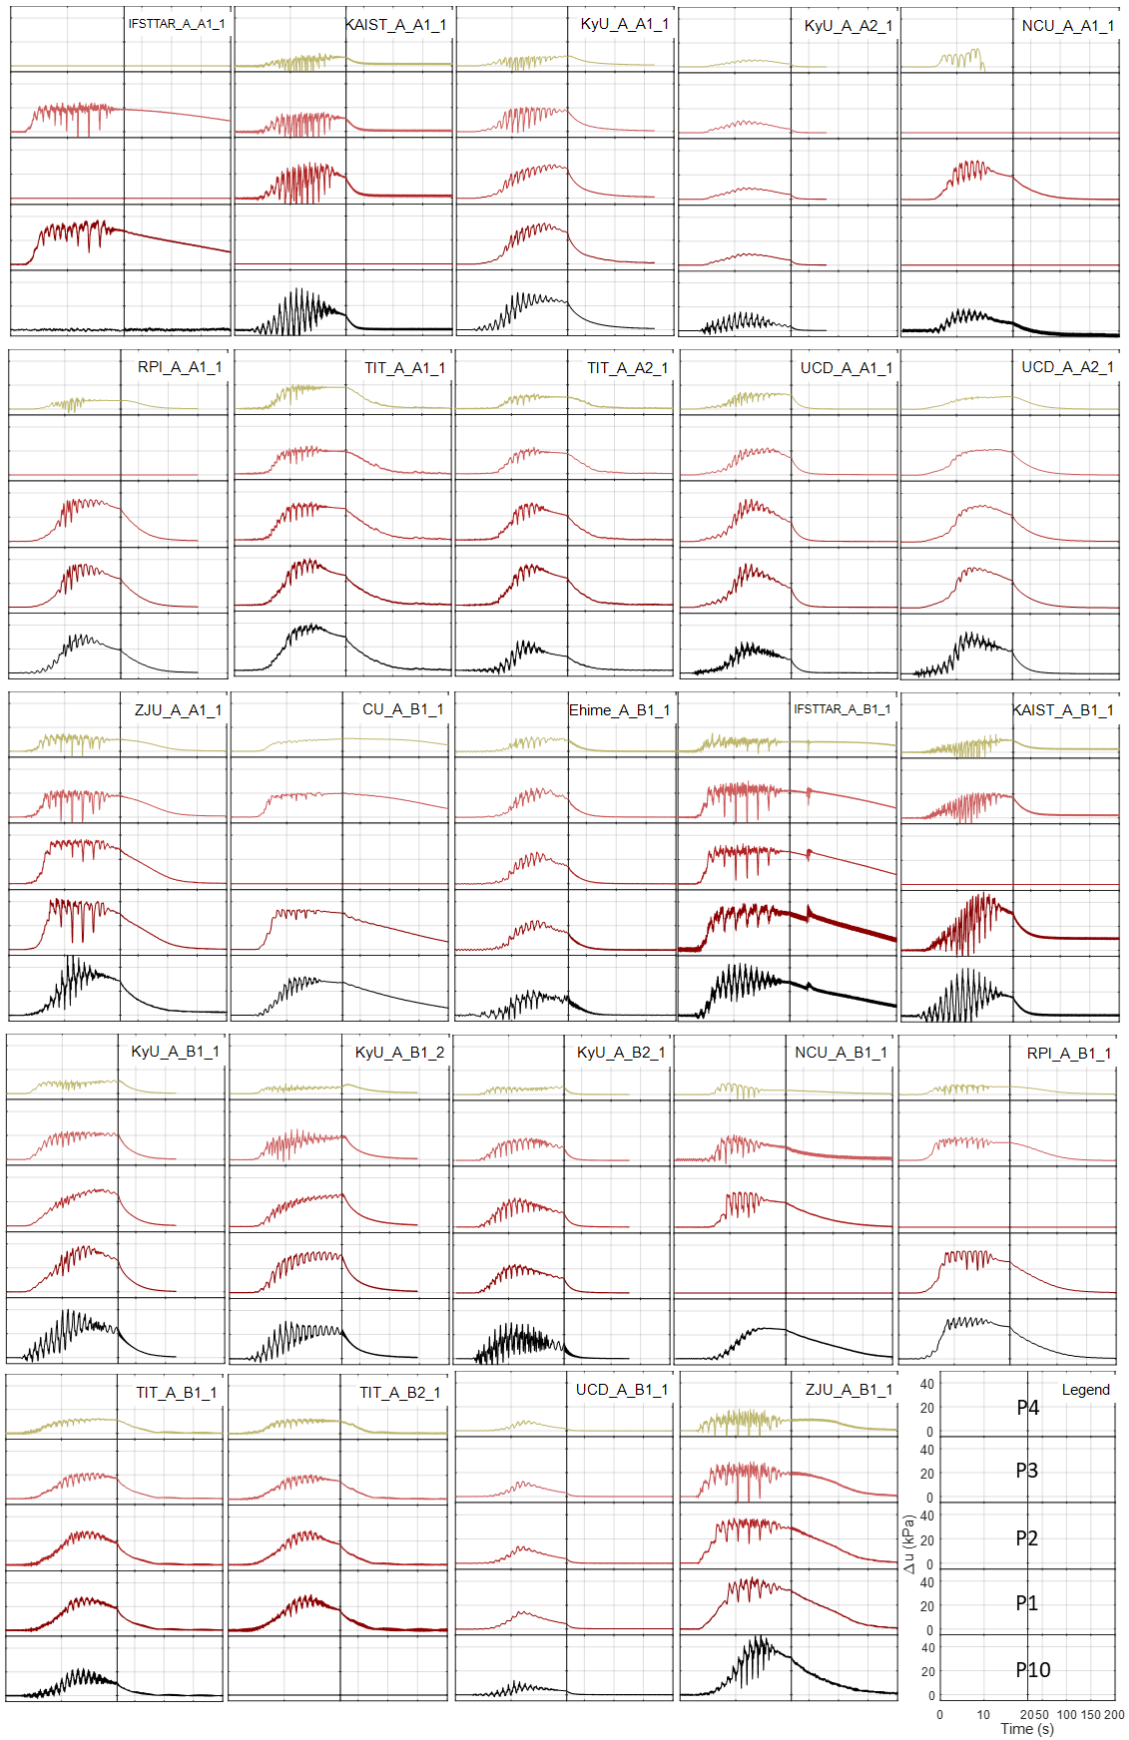 IFSTTAR_A_A1_1
KAIST_A_A1_1
KyU_A_A1_1
KyU_A_A2_1
NCU_A_A1_1
RPI_A_A1_1
TIT_A_A1_1
TIT_A_A2_1
UCD_A_A1_1
UCD_A_A2_1
ZJU_A_A1_1
CU_A_B1_1
Ehime_A_B1_1
IFSTTAR_A_B1_1
KAIST_A_B1_1
KyU_A_B1_1
KyU_A_B1_2
KyU_A_B2_1
NCU_A_B1_1
RPI_A_B1_1
TIT_A_B1_1
TIT_A_B2_1
UCD_A_B1_1
ZJU_A_B1_1
Legend
40
20
0
P4
40
20
0
P3
40
20
0
P2
40
20
0
P1
40
20
0
P10
Δu (kPa)
0 10 2050 100 150 200
Time (s)